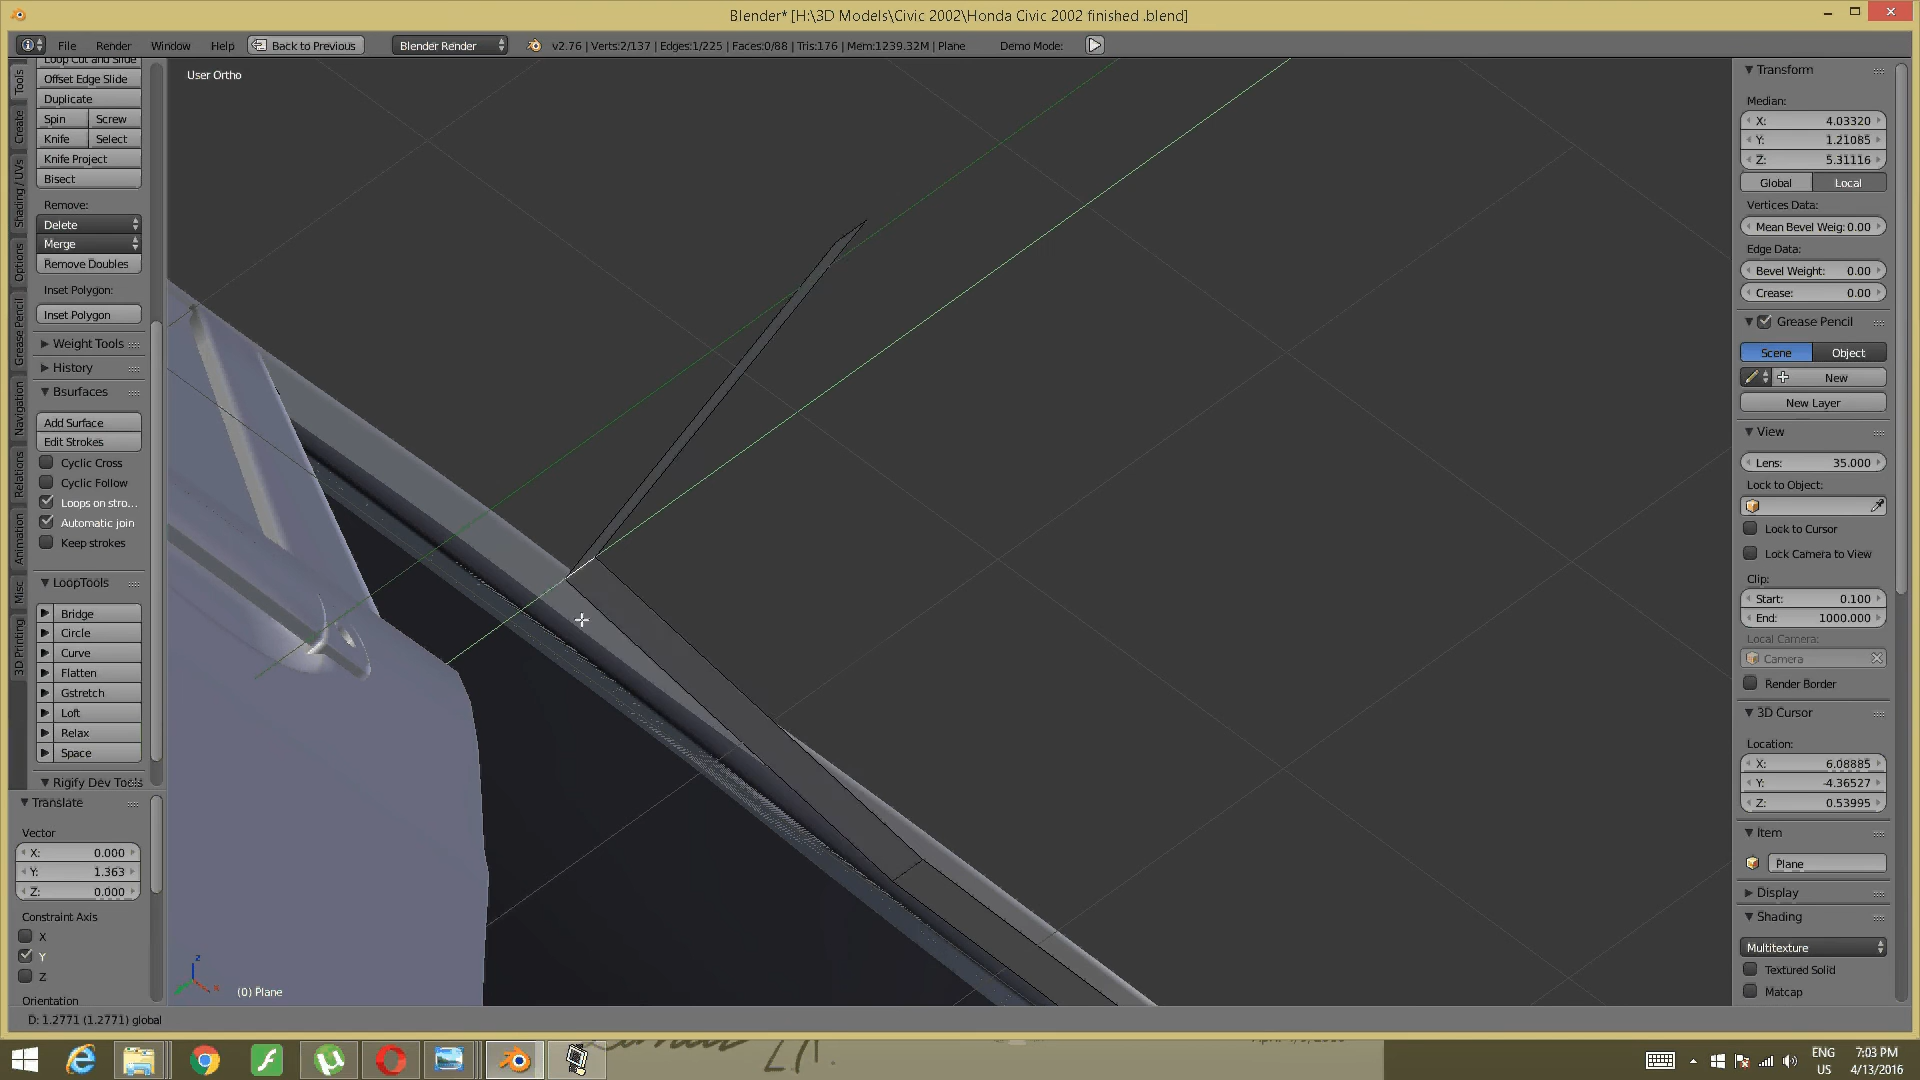 Blender* [H:\3D Models\Civic 2002\Honda Civic 2002 finished .blend]
File Render Window Help Back to Previous Blender Render v2.76 | Verts:2/137 | Edges:1/225 | Faces:0/88 | Tris:176 | Mem:1239.32M | Plane Demo Mode:
Tools
Create
Shading / UVs
Options
Grease Pencil
Navigation
Relations
Animation
Misc
3D Printing
Loop Cut and Slide
Offset Edge Slide
Duplicate
Spin Screw
Knife Select
Knife Project
Bisect
Remove:
Delete
Merge
Remove Doubles
Inset Polygon:
Inset Polygon
Weight Tools
History
Bsurfaces
Add Surface
Edit Strokes
Cyclic Cross
Cyclic Follow
Loops on stro...
Automatic join
Keep strokes
LoopTools
Bridge
Circle
Curve
Flatten
Gstretch
Loft
Relax
Space
Rigify Dev Tools
Translate
Vector
X: 0.000
Y: 1.363
Z: 0.000
Constraint Axis
X
Y
Z
Orientation
User Ortho
(0) Plane
D: 1.2771 (1.2771) global
Transform
Median:
X: 4.03320
Y: 1.21085
Z: 5.31116
Global Local
Vertices Data:
Mean Bevel Weig: 0.00
Edge Data:
Bevel Weight: 0.00
Crease: 0.00
Grease Pencil
Scene Object
New
New Layer
View
Lens: 35.000
Lock to Object:
Lock to Cursor
Lock Camera to View
Clip:
Start: 0.100
End: 1000.000
Local Camera:
Camera
Render Border
3D Cursor
Location:
X: 6.08885
Y: -4.36527
Z: 0.53995
Item
Plane
Display
Shading
Multitexture
Textured Solid
Matcap
ENG
US
7:03 PM
4/13/2016